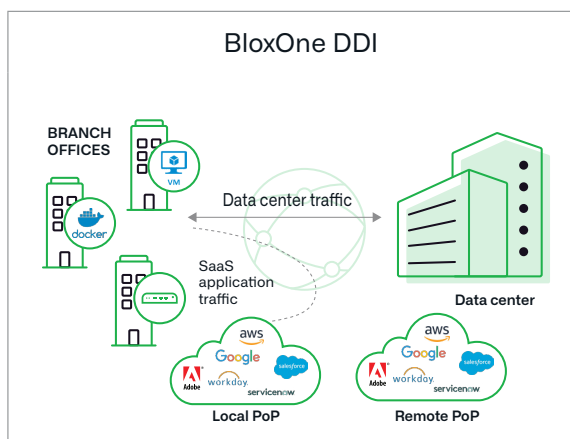 BloxOne DDI
BRANCH
OFFICES
VM
docker
Data center traffic
SaaS
application
traffic
Data center
aws
Google
salesforce
Adobe
workday.
servicenow
Local PoP
aws
Google
salesforce
Adobe
workday.
servicenow
Remote PoP